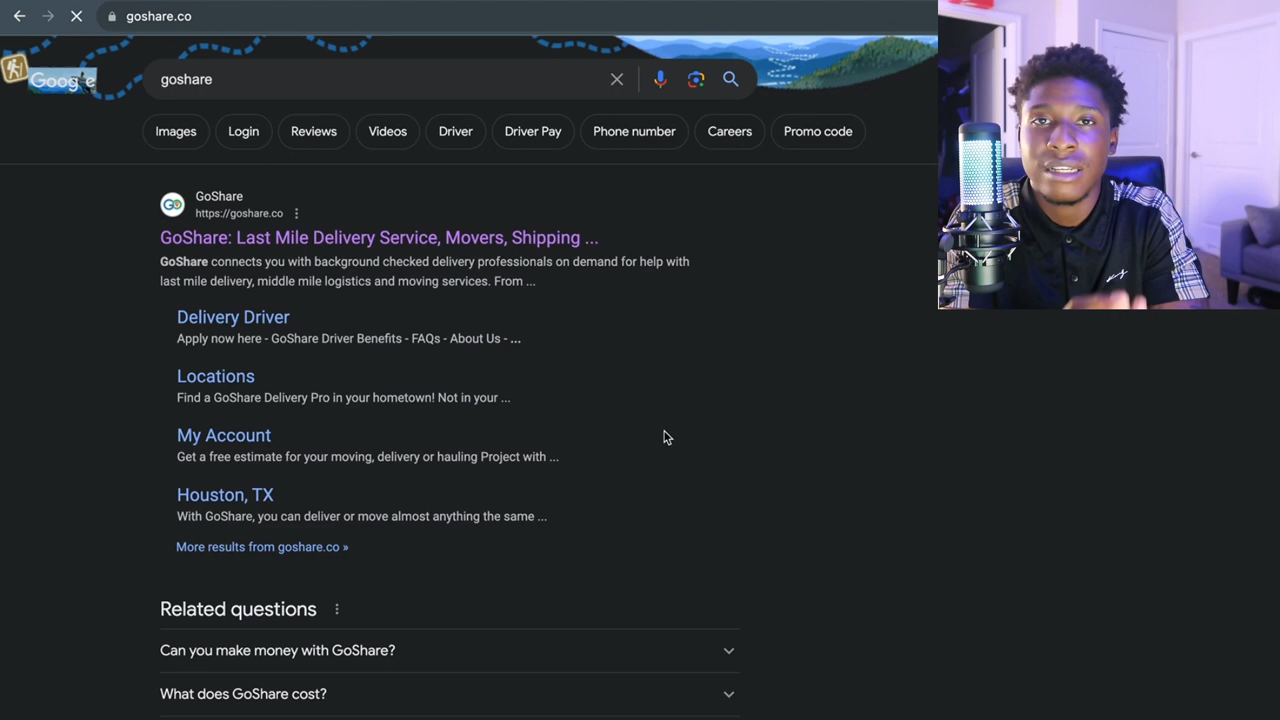 goshare.co
Google
goshare
Images
Login
Reviews
Videos
Driver
Driver Pay
Phone number
Careers
Promo code
GO
GoShare
https://goshare.co
GoShare: Last Mile Delivery Service, Movers, Shipping ...
GoShare connects you with background checked delivery professionals on demand for help with
last mile delivery, middle mile logistics and moving services. From ...
Delivery Driver
Apply now here - GoShare Driver Benefits - FAQs - About Us - ...
Locations
Find a GoShare Delivery Pro in your hometown! Not in your ...
My Account
Get a free estimate for your moving, delivery or hauling Project with ...
Houston, TX
With GoShare, you can deliver or move almost anything the same ...
More results from goshare.co »
Related questions
Can you make money with GoShare?
What does GoShare cost?